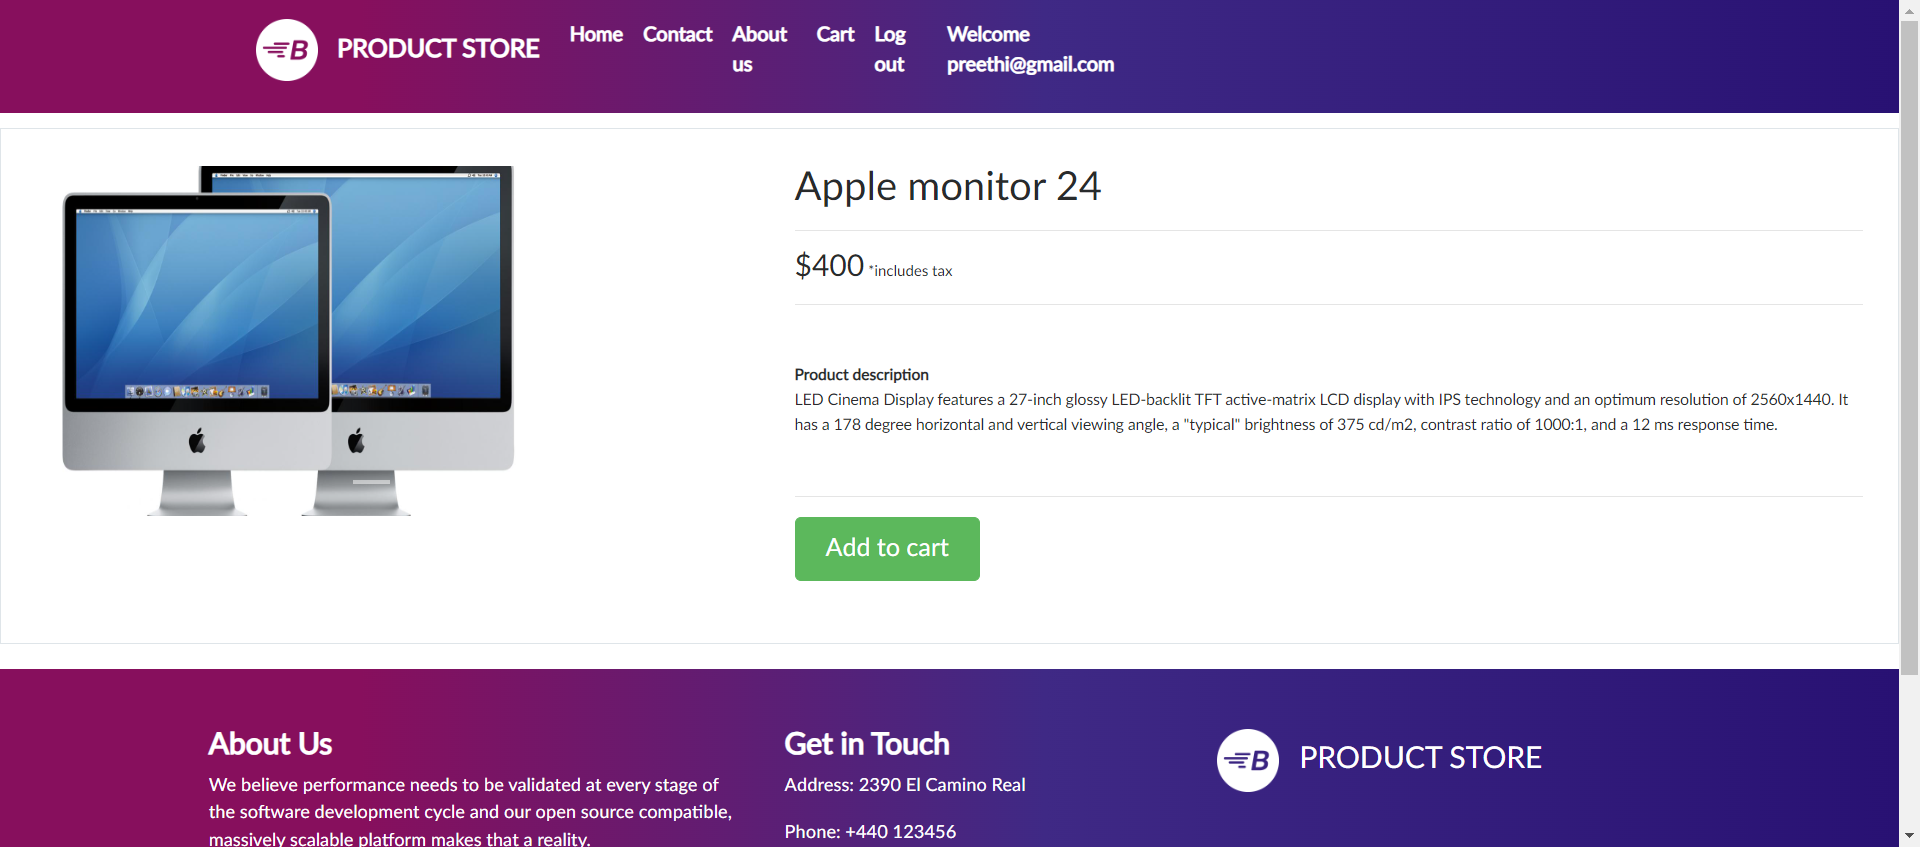 B PRODUCT STORE Home Contact About us Cart Log out Welcome preethi@gmail.com
Apple monitor 24
$400 *includes tax
Product description
LED Cinema Display features a 27-inch glossy LED-backlit TFT active-matrix LCD display with IPS technology and an optimum resolution of 2560x1440. It
has a 178 degree horizontal and vertical viewing angle, a "typical" brightness of 375 cd/m2, contrast ratio of 1000:1, and a 12 ms response time.
Add to cart
About Us
We believe performance needs to be validated at every stage of
the software development cycle and our open source compatible,
massively scalable platform makes that a reality.
Get in Touch
Address: 2390 El Camino Real
Phone: +440 123456
B PRODUCT STORE